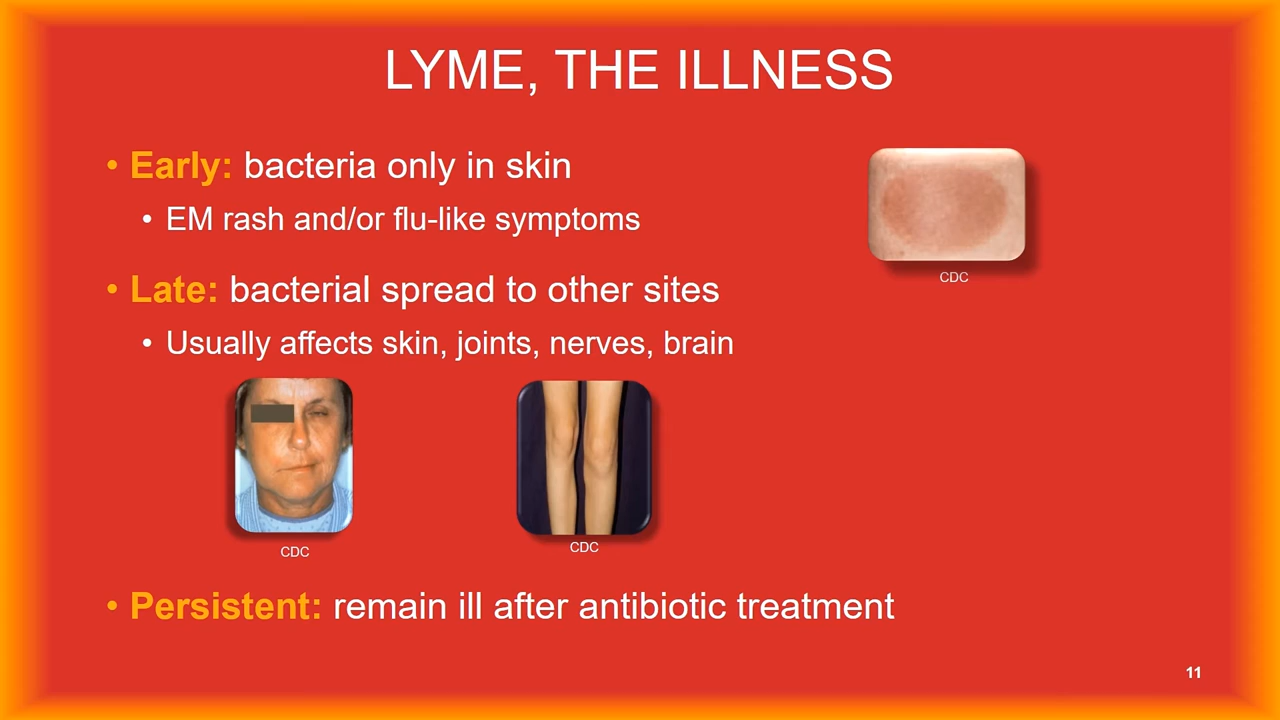 LYME, THE ILLNESS
• Early: bacteria only in skin
• EM rash and/or flu-like symptoms
CDC
• Late: bacterial spread to other sites
• Usually affects skin, joints, nerves, brain
CDC
CDC
• Persistent: remain ill after antibiotic treatment
11